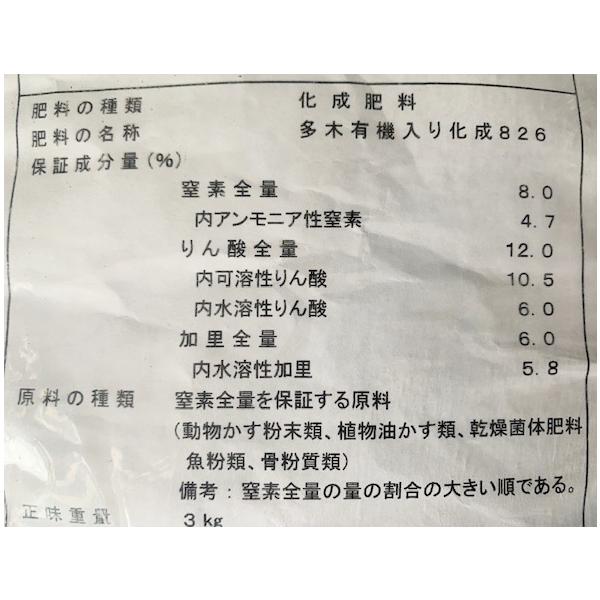 肥料の種類 化成肥料
肥料の名称 多木有機入り化成826
保証成分量(%)
窒素全量 8.0
内アンモニア性窒素 4.7
りん酸全量 12.0
内可溶性りん酸 10.5
内水溶性りん酸 6.0
加里全量 6.0
内水溶性加里 5.8
原料の種類 窒素全量を保証する原料
(動物かす粉末類、植物油かす類、乾燥菌体肥料
魚粉類、骨粉質類)
備考：窒素全量の量の割合の大きい順である。
正味重量 3kg